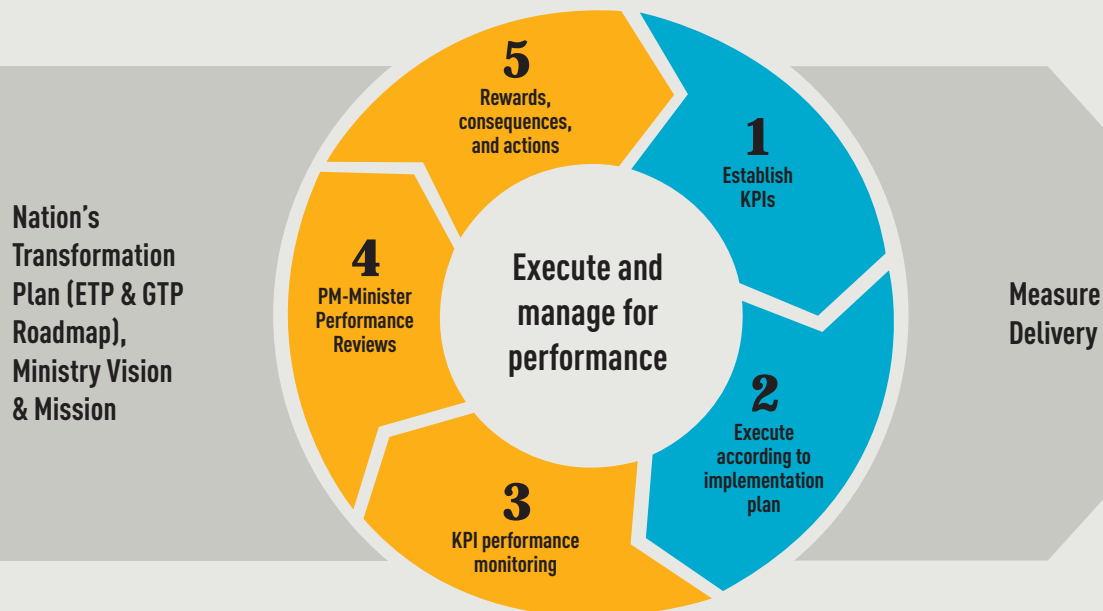 Nation's
Transformation
Plan (ETP & GTP
Roadmap),
Ministry Vision
& Mission
Execute and
manage for
performance
1
Establish
KPIs
2
Execute
according to
implementation
plan
3
KPI performance
monitoring
4
PM-Minister
Performance
Reviews
5
Rewards,
consequences,
and actions
Measure
Delivery